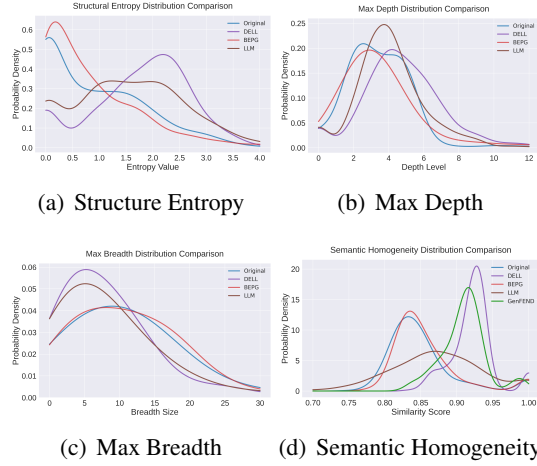 Structural Entropy Distribution Comparison
Probability Density
0.6
0.5
0.4
0.3
0.2
0.1
0.0
0.0 0.5 1.0 1.5 2.0 2.5 3.0 3.5 4.0
Entropy Value
Original
DELL
BEPG
LLM
(a) Structure Entropy
Max Depth Distribution Comparison
Probability Density
0.25
0.20
0.15
0.10
0.05
0.00
0 2 4 6 8 10 12
Depth Level
Original
DELL
BEPG
LLM
(b) Max Depth
Max Breadth Distribution Comparison
Probability Density
0.06
0.05
0.04
0.03
0.02
0.01
0.00
0 5 10 15 20 25 30
Breadth Size
Original
DELL
BEPG
LLM
(c) Max Breadth
Semantic Homogeneity Distribution Comparison
Probability Density
20
15
10
5
0
0.70 0.75 0.80 0.85 0.90 0.95 1.00
Similarity Score
Original
DELL
BEPG
LLM
GenFEND
(d) Semantic Homogeneity